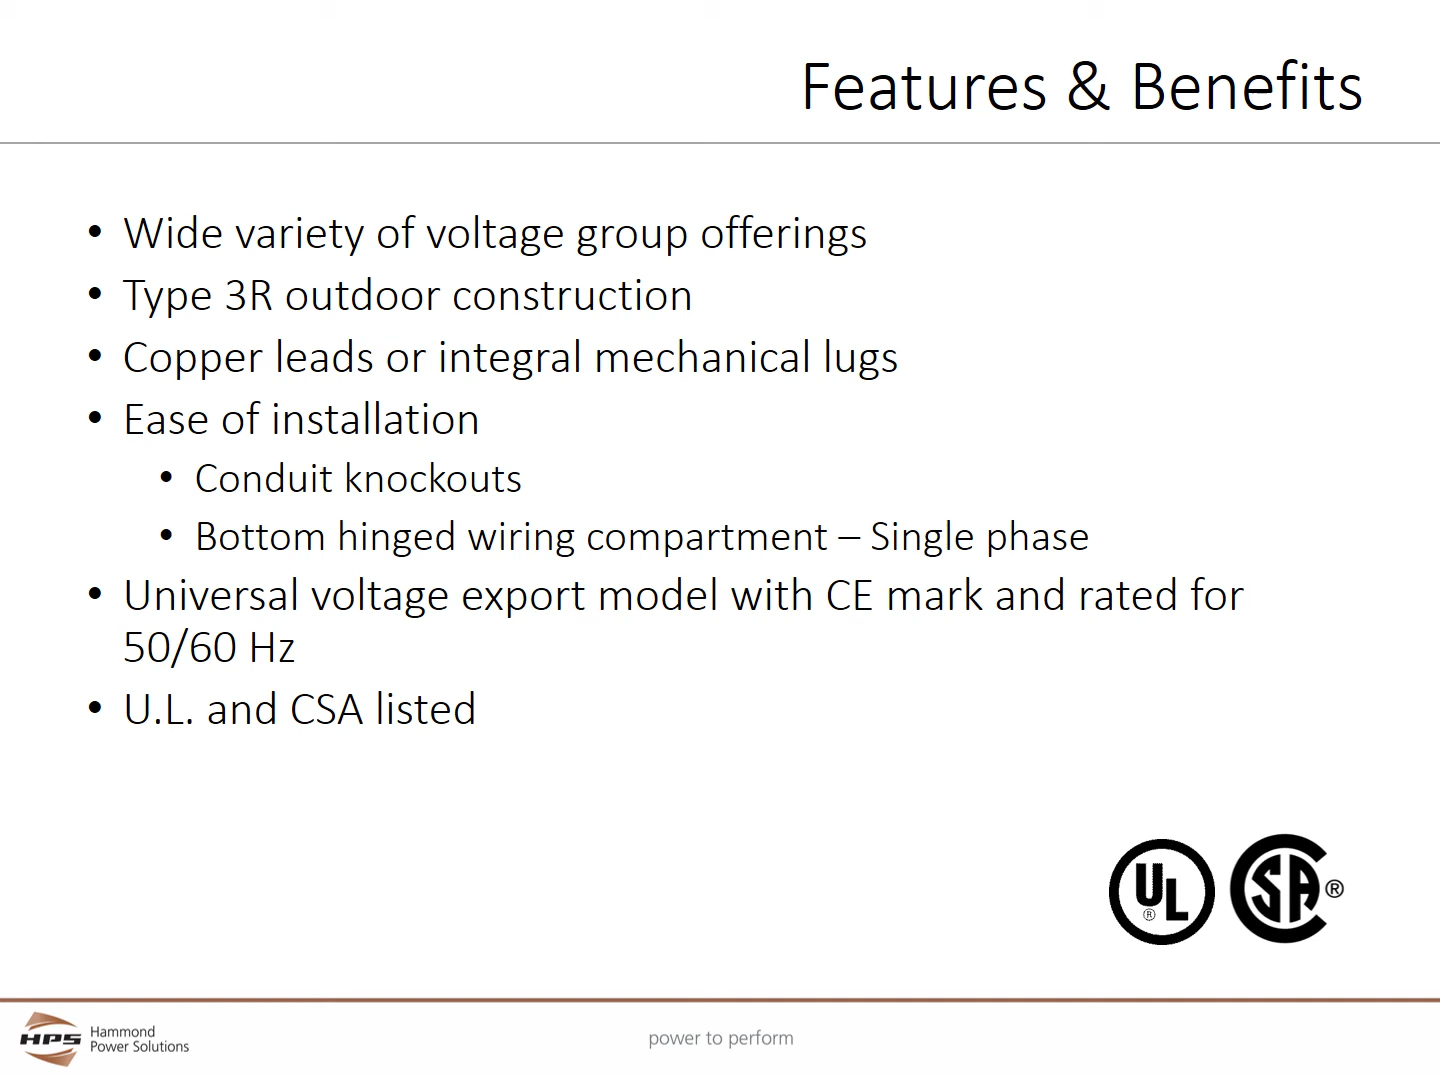 Features & Benefits
• Wide variety of voltage group offerings
• Type 3R outdoor construction
• Copper leads or integral mechanical lugs
• Ease of installation
• Conduit knockouts
• Bottom hinged wiring compartment – Single phase
• Universal voltage export model with CE mark and rated for
50/60 Hz
• U.L. and CSA listed
UL ®
CSA ®
HPS Hammond
Power Solutions
power to perform